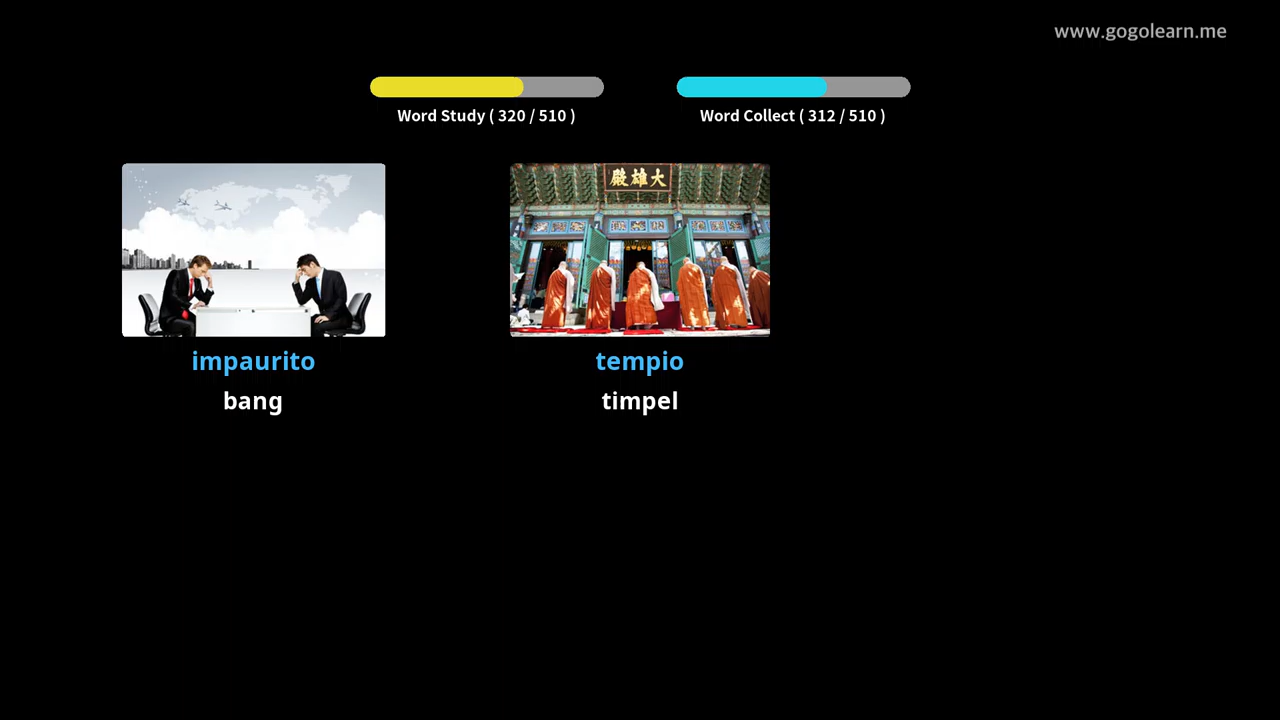 www.gogolearn.me
Word Study ( 320 / 510 )
Word Collect ( 312 / 510 )
殿雄大
impaurito
tempio
bang
timpel